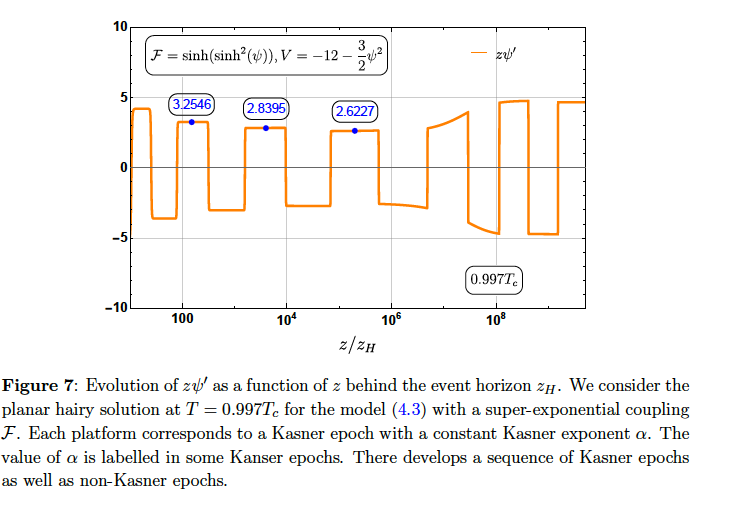 10
5
0
−5
−10
ℱ = sinh(sinh²(ψ)), V = −12 − 3/2 ψ²
zψ′
3.2546
2.8395
2.6227
0.997T_c
100
10⁴
10⁶
10⁸
z/z_H
Figure 7: Evolution of zψ′ as a function of z behind the event horizon z_H. We consider the
planar hairy solution at T = 0.997T_c for the model (4.3) with a super-exponential coupling
ℱ. Each platform corresponds to a Kasner epoch with a constant Kasner exponent α. The
value of α is labelled in some Kanser epochs. There develops a sequence of Kasner epochs
as well as non-Kasner epochs.